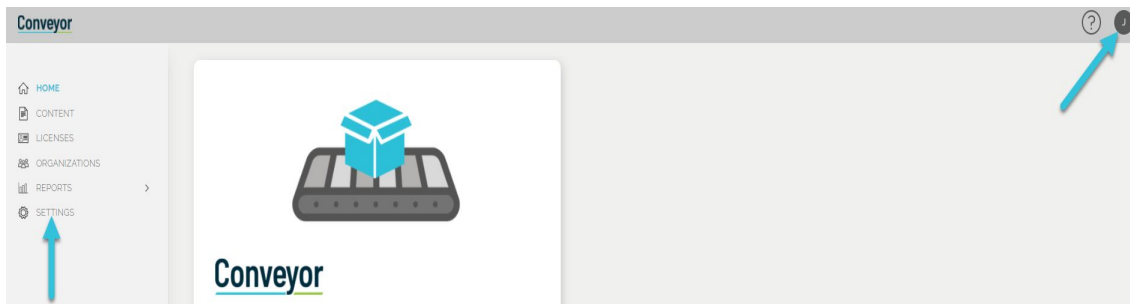 Conveyor
?
J
HOME
CONTENT
LICENSES
ORGANIZATIONS
REPORTS
SETTINGS
Conveyor